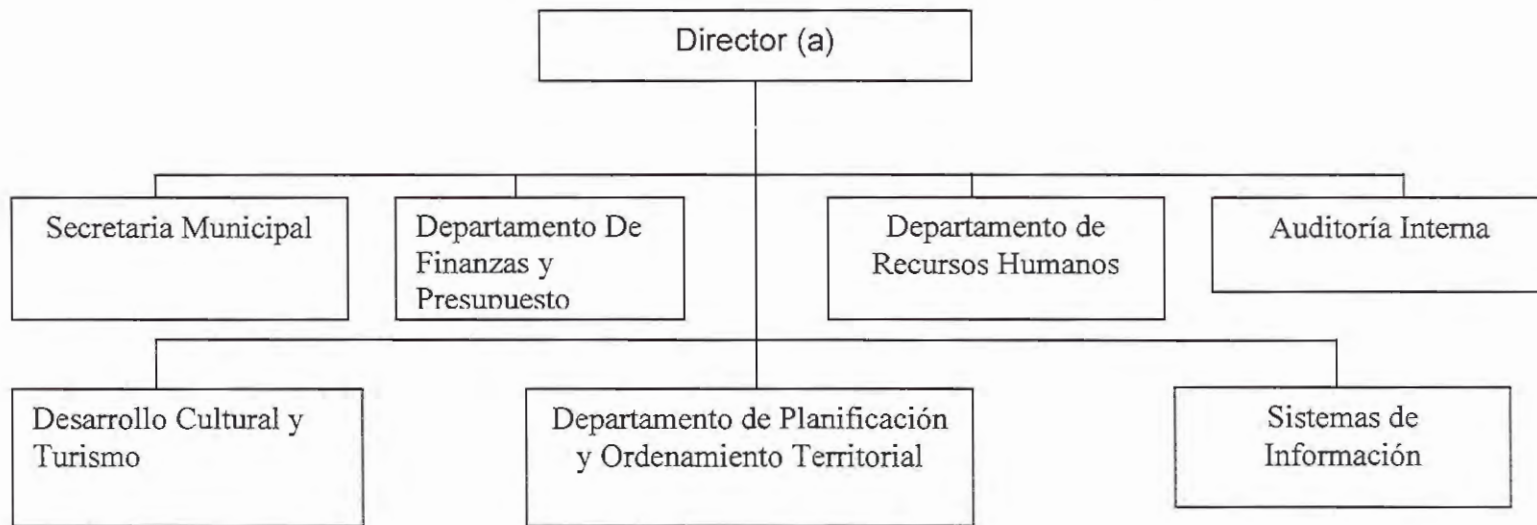 Director (a)
Secretaria Municipal
Departamento De
Finanzas y
Presupuesto
Departamento de
Recursos Humanos
Auditoría Interna
Desarrollo Cultural y
Turismo
Departamento de Planificación
y Ordenamiento Territorial
Sistemas de
Información